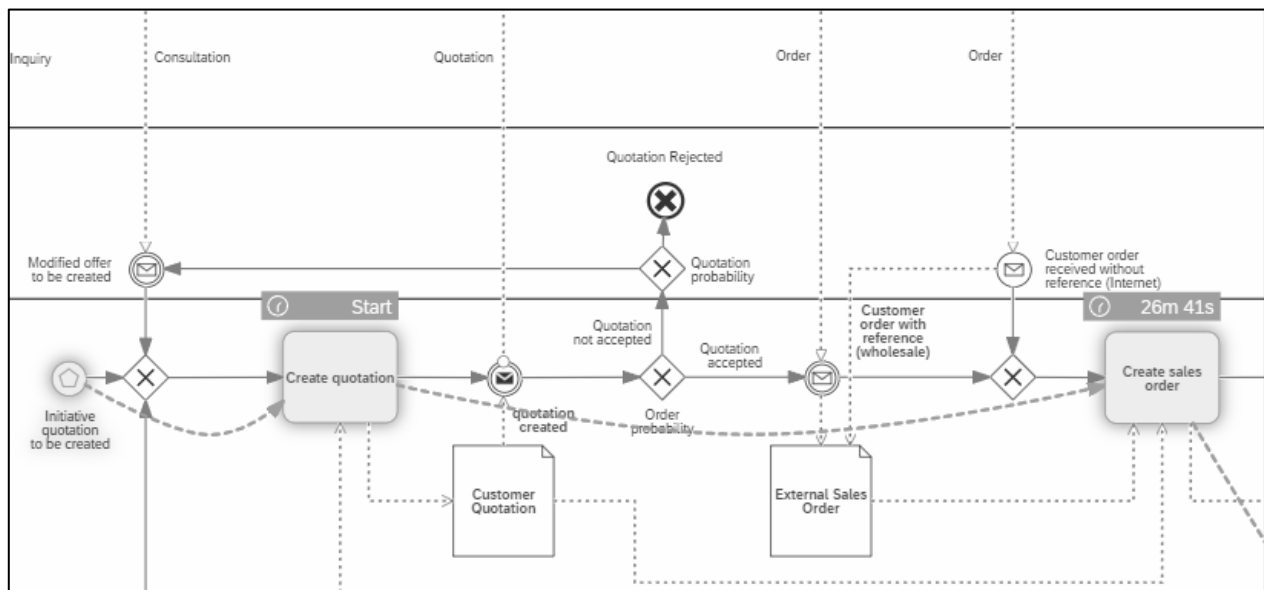 Inquiry
Consultation
Quotation
Order
Order
Quotation Rejected
Modified offer
to be created
Quotation
probability
Customer order
received without
reference (Internet)
Start
26m 41s
Quotation
not accepted
Customer
order with
reference
(wholesale)
Quotation
accepted
Create quotation
Create sales
order
Initiative
quotation
to be created
quotation
created
Order
probability
Customer
Quotation
External Sales
Order